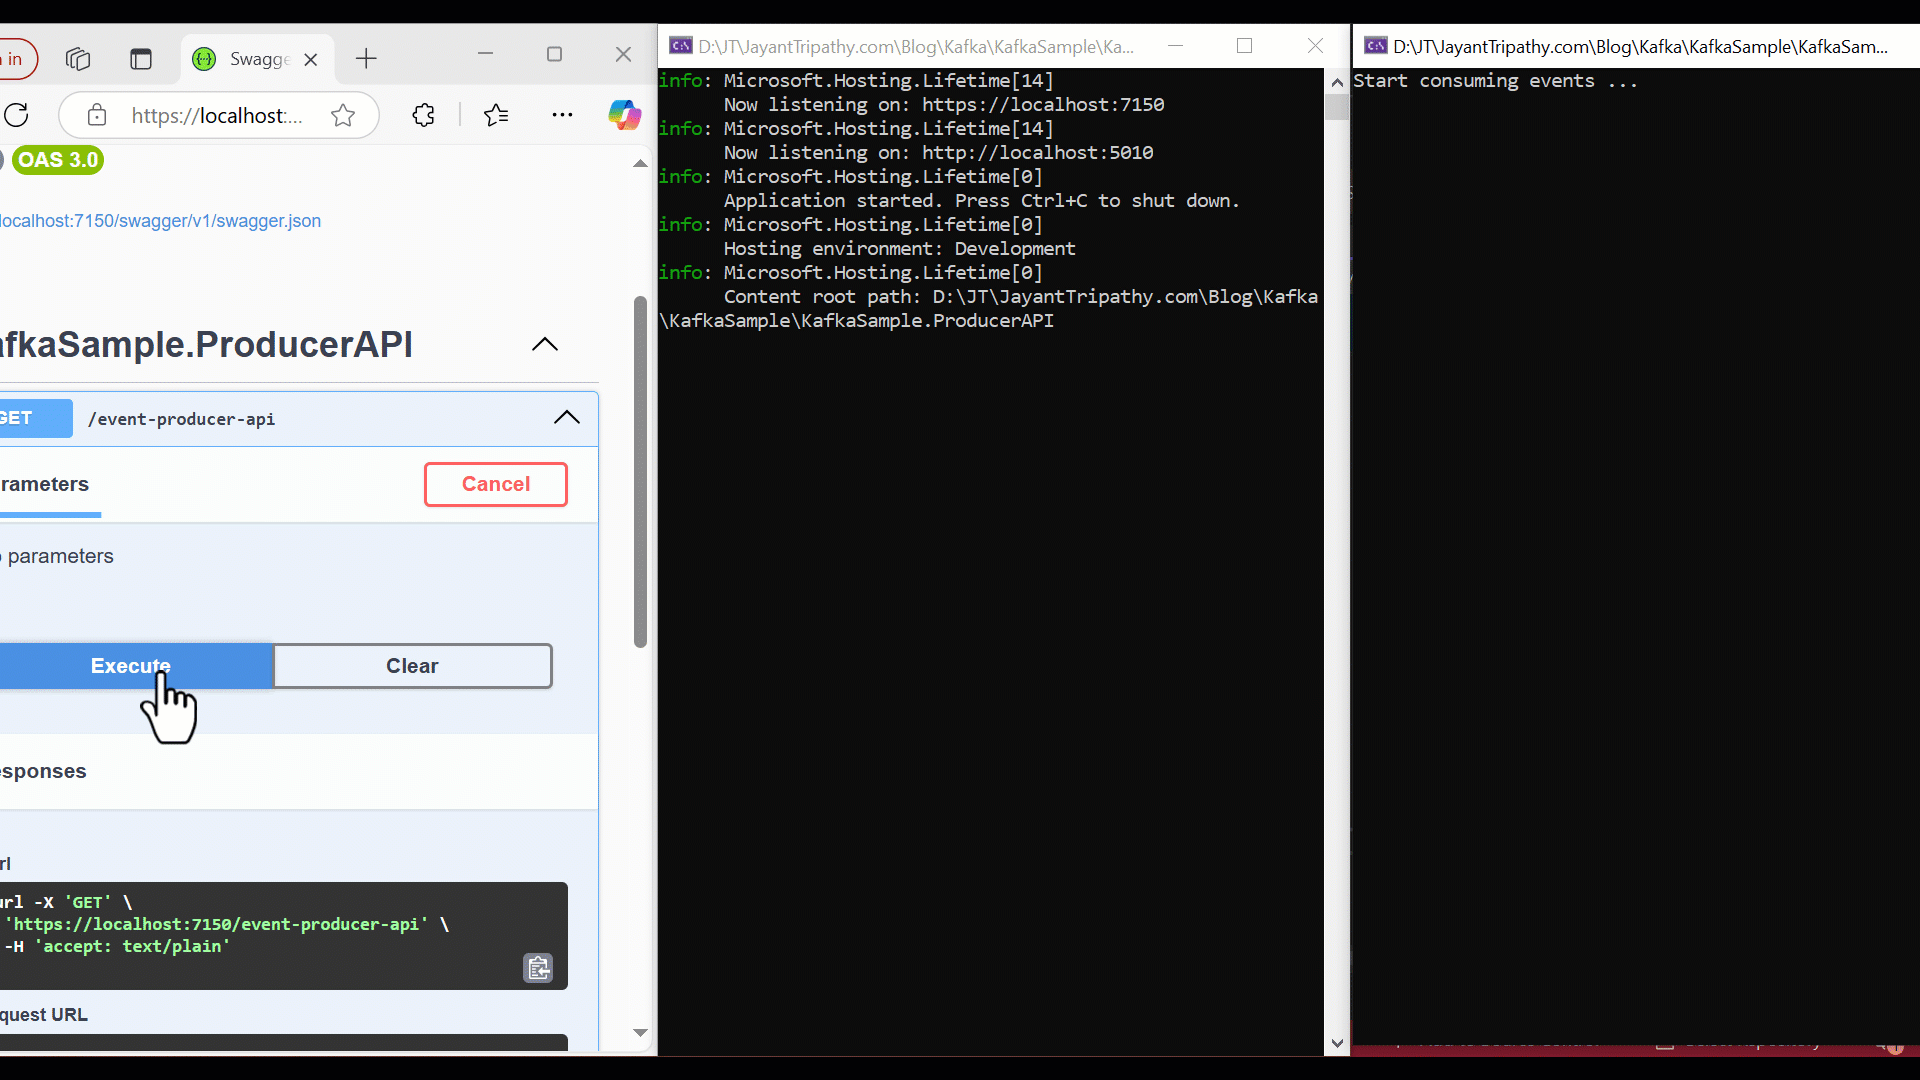 in
Swagge
https://localhost:...
OAS 3.0
localhost:7150/swagger/v1/swagger.json
afkaSample.ProducerAPI
GET /event-producer-api
rameters
Cancel
parameters
Execute
Clear
esponses
rl
url -X 'GET' \
'https://localhost:7150/event-producer-api' \
-H 'accept: text/plain'
quest URL
D:\JT\JayantTripathy.com\Blog\Kafka\KafkaSample\Ka...
info: Microsoft.Hosting.Lifetime[14]
Now listening on: https://localhost:7150
info: Microsoft.Hosting.Lifetime[14]
Now listening on: http://localhost:5010
info: Microsoft.Hosting.Lifetime[0]
Application started. Press Ctrl+C to shut down.
info: Microsoft.Hosting.Lifetime[0]
Hosting environment: Development
info: Microsoft.Hosting.Lifetime[0]
Content root path: D:\JT\JayantTripathy.com\Blog\Kafka
\KafkaSample\KafkaSample.ProducerAPI
D:\JT\JayantTripathy.com\Blog\Kafka\KafkaSample\KafkaSam...
Start consuming events ...